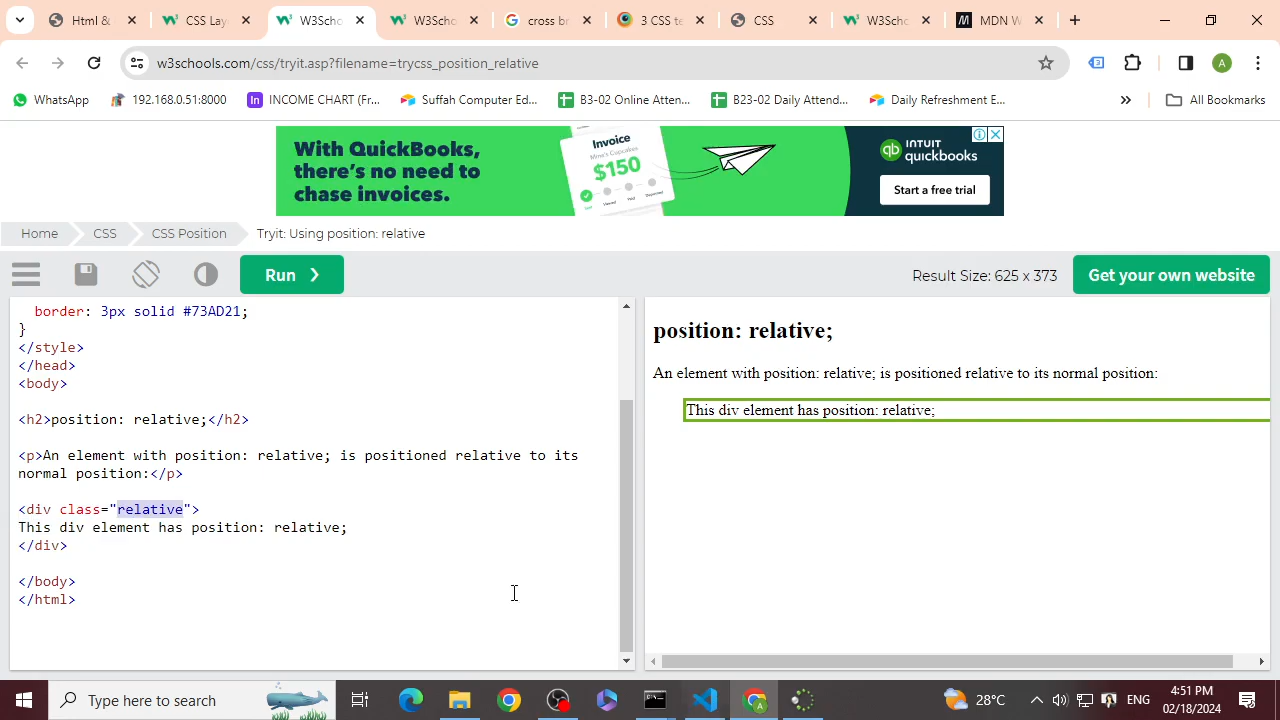 Html &
CSS Lay
W3Scho
W3Scho
cross br
3 CSS te
CSS
W3Scho
MDN W
w3schools.com/css/tryit.asp?filename=trycss_position_relative
A
WhatsApp
192.168.0.51:8000
In
INCOME CHART (Fr...
Suffah Computer Ed...
B3-02 Online Atten...
B23-02 Daily Attend...
Daily Refreshment E...
»
All Bookmarks
With QuickBooks,
there's no need to
chase invoices.
Invoice
$150
INTUIT
qb quickbooks
Start a free trial
Home
CSS
CSS Position
Tryit: Using position: relative
Run ❯
Result Size: 625 x 373
Get your own website
border: 3px solid #73AD21;
}
</style>
</head>
<body>
<h2>position: relative;</h2>
<p>An element with position: relative; is positioned relative to its
normal position:</p>
<div class="relative">
This div element has position: relative;
</div>
</body>
</html>
position: relative;
An element with position: relative; is positioned relative to its normal position:
This div element has position: relative;
Type here to search
28°C
ENG
4:51 PM
02/18/2024